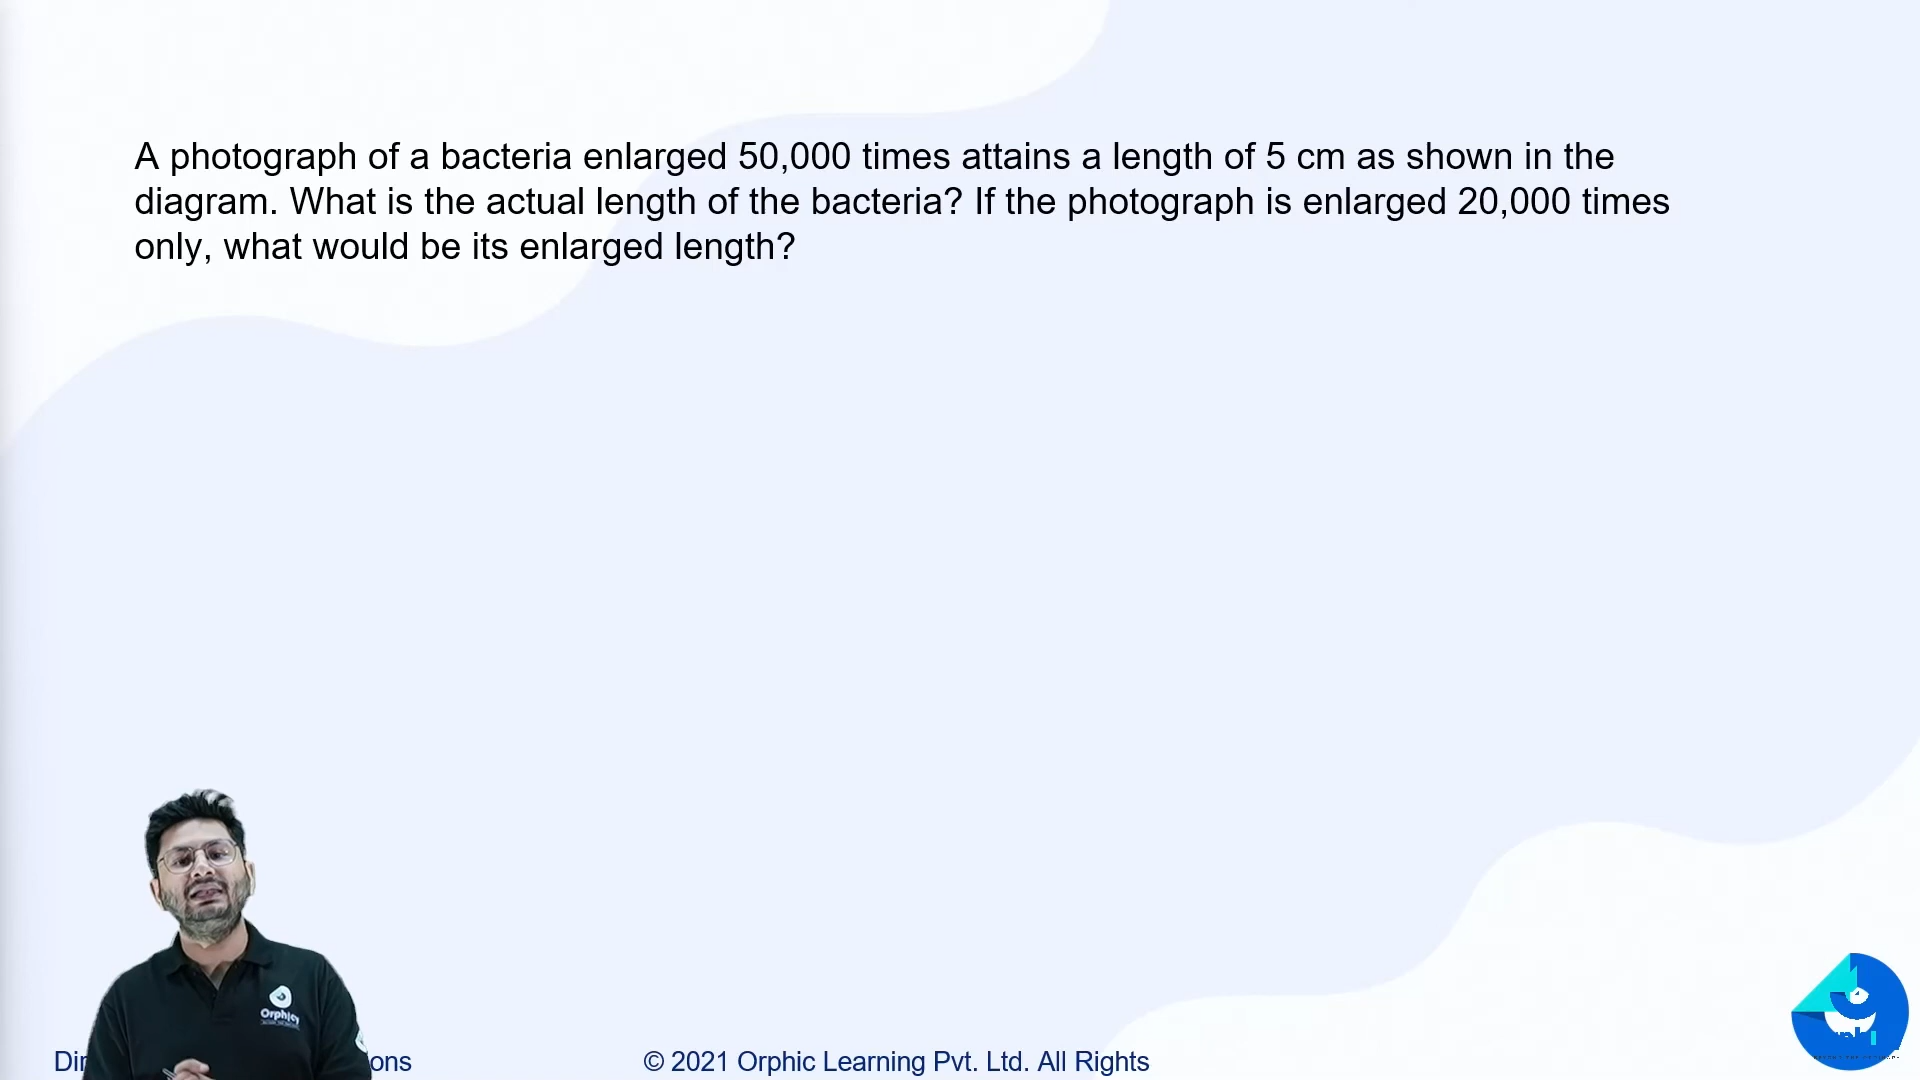 A photograph of a bacteria enlarged 50,000 times attains a length of 5 cm as shown in the
diagram. What is the actual length of the bacteria? If the photograph is enlarged 20,000 times
only, what would be its enlarged length?
Orphicy
© 2021 Orphic Learning Pvt. Ltd. All Rights